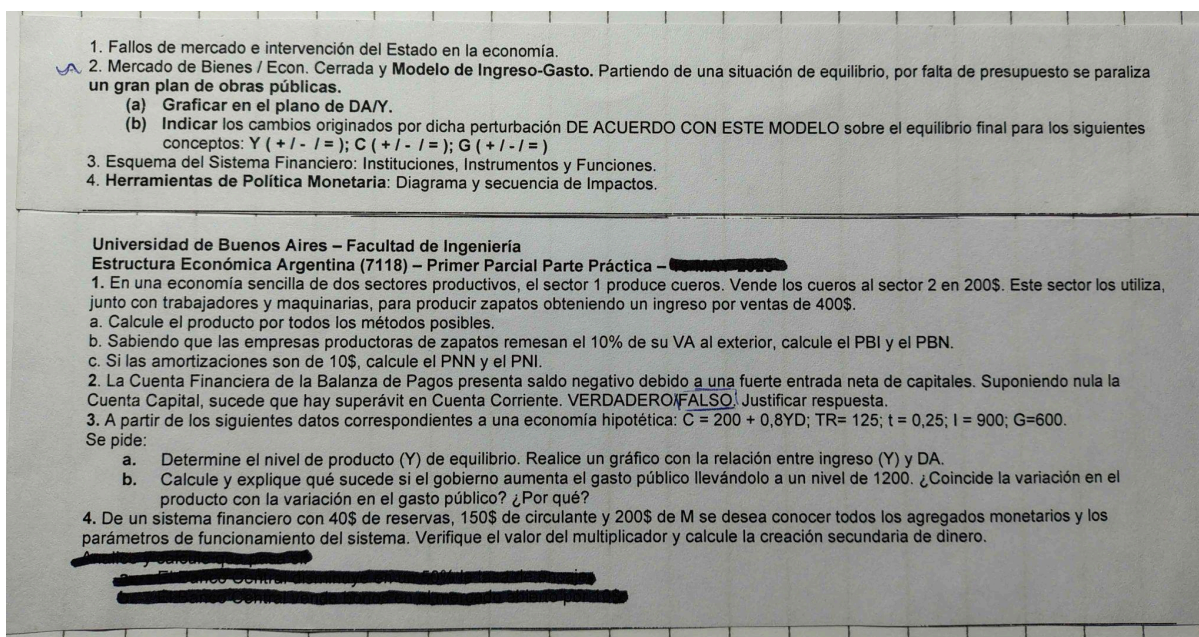 1. Fallos de mercado e intervención del Estado en la economía.
2. Mercado de Bienes / Econ. Cerrada y Modelo de Ingreso-Gasto. Partiendo de una situación de equilibrio, por falta de presupuesto se paraliza
un gran plan de obras públicas.
(a) Graficar en el plano de DA/Y.
(b) Indicar los cambios originados por dicha perturbación DE ACUERDO CON ESTE MODELO sobre el equilibrio final para los siguientes
conceptos: Y ( + / - / = ); C ( + / - / = ); G ( + / - / = )
3. Esquema del Sistema Financiero: Instituciones, Instrumentos y Funciones.
4. Herramientas de Política Monetaria: Diagrama y secuencia de Impactos.
Universidad de Buenos Aires – Facultad de Ingeniería
Estructura Económica Argentina (7118) – Primer Parcial Parte Práctica –
1. En una economía sencilla de dos sectores productivos, el sector 1 produce cueros. Vende los cueros al sector 2 en 200$. Este sector los utiliza,
junto con trabajadores y maquinarias, para producir zapatos obteniendo un ingreso por ventas de 400$.
a. Calcule el producto por todos los métodos posibles.
b. Sabiendo que las empresas productoras de zapatos remesan el 10% de su VA al exterior, calcule el PBI y el PBN.
c. Si las amortizaciones son de 10$, calcule el PNN y el PNI.
2. La Cuenta Financiera de la Balanza de Pagos presenta saldo negativo debido a una fuerte entrada neta de capitales. Suponiendo nula la
Cuenta Capital, sucede que hay superávit en Cuenta Corriente. VERDADERO/FALSO. Justificar respuesta.
3. A partir de los siguientes datos correspondientes a una economía hipotética: C = 200 + 0,8YD; TR= 125; t = 0,25; I = 900; G=600.
Se pide:
a. Determine el nivel de producto (Y) de equilibrio. Realice un gráfico con la relación entre ingreso (Y) y DA.
b. Calcule y explique qué sucede si el gobierno aumenta el gasto público llevándolo a un nivel de 1200. ¿Coincide la variación en el
producto con la variación en el gasto público? ¿Por qué?
4. De un sistema financiero con 40$ de reservas, 150$ de circulante y 200$ de M se desea conocer todos los agregados monetarios y los
parámetros de funcionamiento del sistema. Verifique el valor del multiplicador y calcule la creación secundaria de dinero.